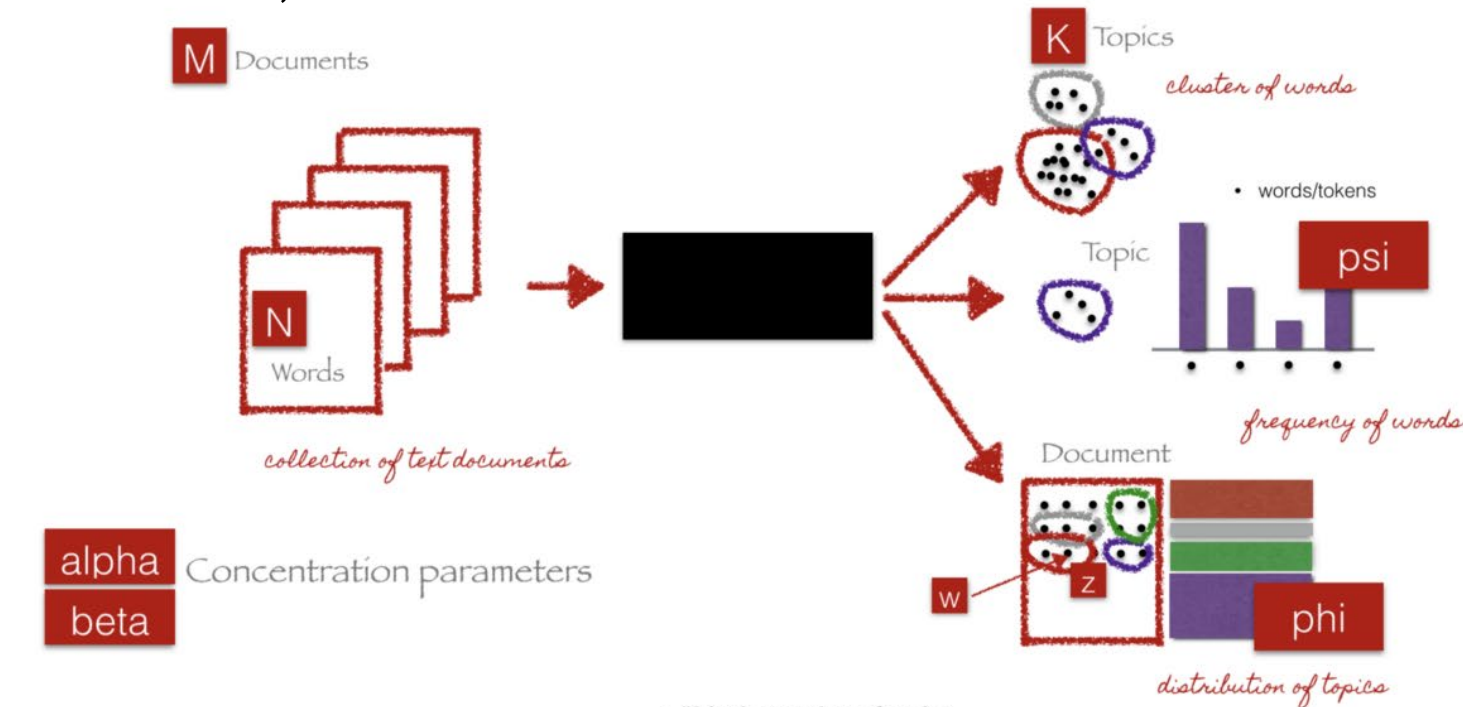 M Documents
N
Words
collection of text documents
alpha
beta
Concentration parameters
K Topics
cluster of words
• words/tokens
Topic
psi
frequency of words
Document
w
z
phi
distribution of topics